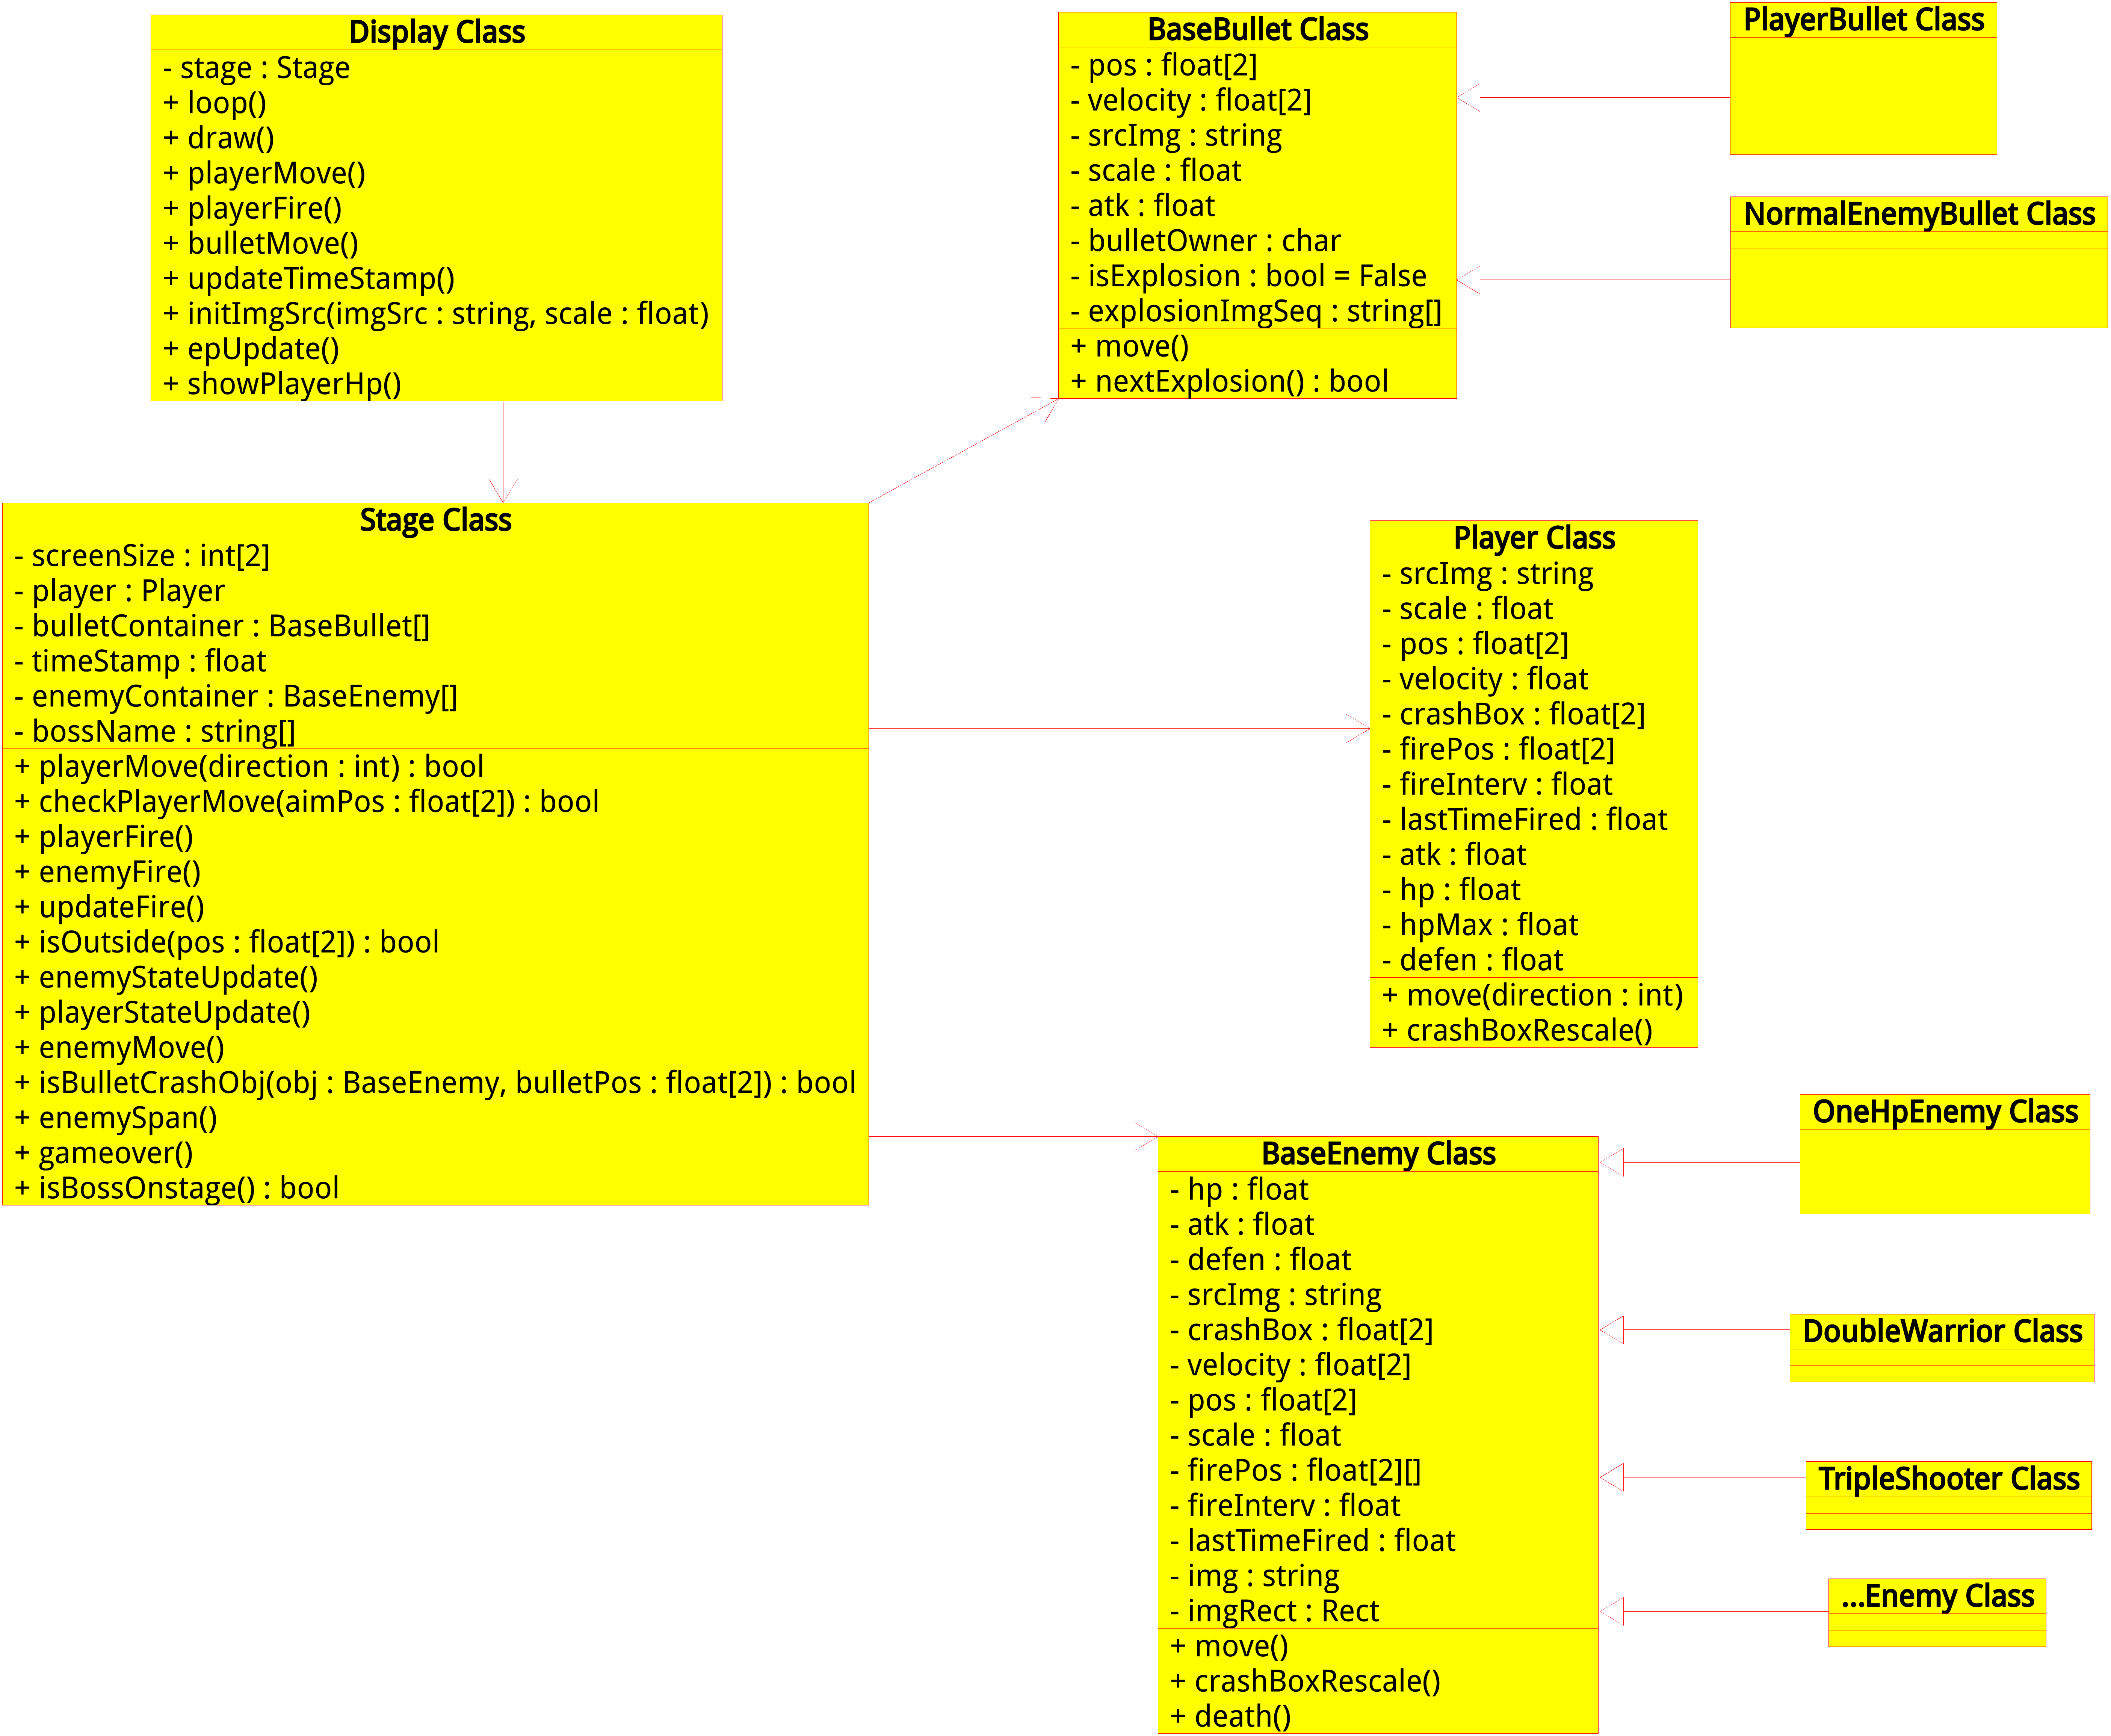 Display Class
- stage : Stage
+ loop()
+ draw()
+ playerMove()
+ playerFire()
+ bulletMove()
+ updateTimeStamp()
+ initImgSrc(imgSrc : string, scale : float)
+ epUpdate()
+ showPlayerHp()
BaseBullet Class
- pos : float[2]
- velocity : float[2]
- srcImg : string
- scale : float
- atk : float
- bulletOwner : char
- isExplosion : bool = False
- explosionImgSeq : string[]
+ move()
+ nextExplosion() : bool
PlayerBullet Class
NormalEnemyBullet Class
Stage Class
- screenSize : int[2]
- player : Player
- bulletContainer : BaseBullet[]
- timeStamp : float
- enemyContainer : BaseEnemy[]
- bossName : string[]
+ playerMove(direction : int) : bool
+ checkPlayerMove(aimPos : float[2]) : bool
+ playerFire()
+ enemyFire()
+ updateFire()
+ isOutside(pos : float[2]) : bool
+ enemyStateUpdate()
+ playerStateUpdate()
+ enemyMove()
+ isBulletCrashObj(obj : BaseEnemy, bulletPos : float[2]) : bool
+ enemySpan()
+ gameover()
+ isBossOnstage() : bool
Player Class
- srcImg : string
- scale : float
- pos : float[2]
- velocity : float
- crashBox : float[2]
- firePos : float[2]
- fireInterv : float
- lastTimeFired : float
- atk : float
- hp : float
- hpMax : float
- defen : float
+ move(direction : int)
+ crashBoxRescale()
BaseEnemy Class
- hp : float
- atk : float
- defen : float
- srcImg : string
- crashBox : float[2]
- velocity : float[2]
- pos : float[2]
- scale : float
- firePos : float[2][]
- fireInterv : float
- lastTimeFired : float
- img : string
- imgRect : Rect
+ move()
+ crashBoxRescale()
+ death()
OneHpEnemy Class
DoubleWarrior Class
TripleShooter Class
...Enemy Class